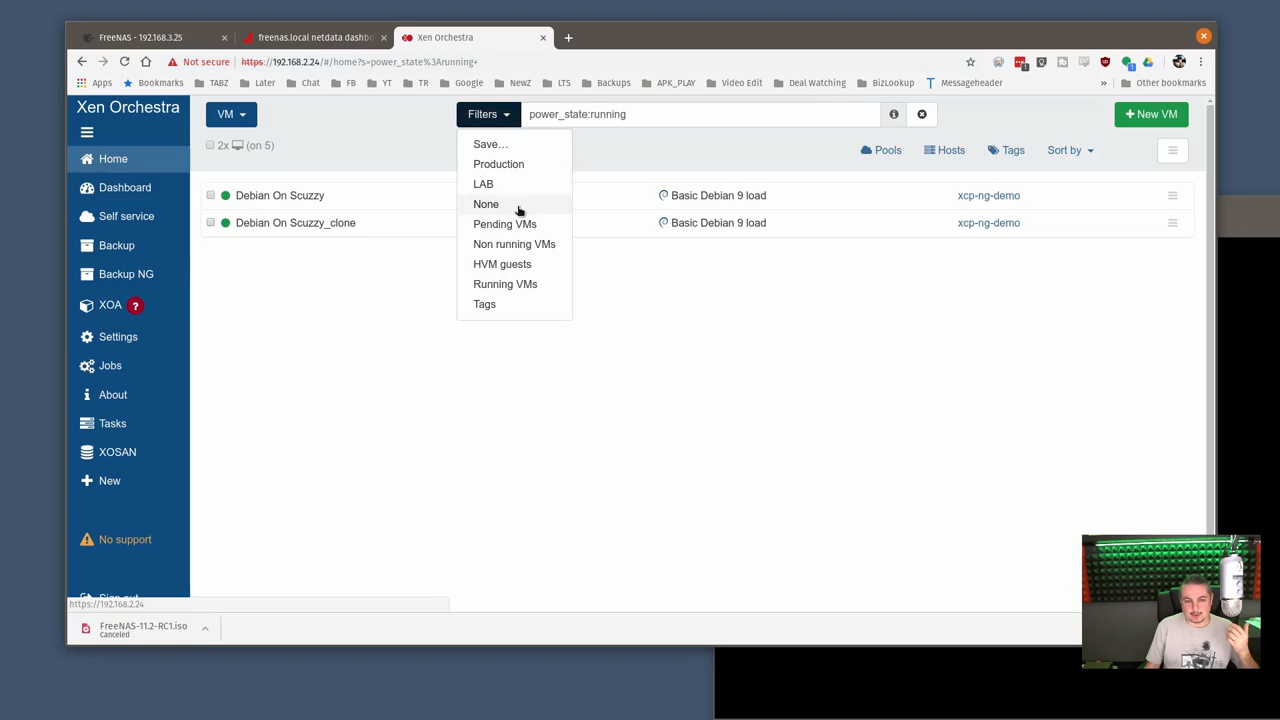 FreeNAS - 192.168.3.25
freenas.local netdata dashb
Xen Orchestra
Not secure
https://192.168.2.24/#/home?s=power_state%3Arunning+
Apps
Bookmarks
TABZ
Later
Chat
FB
YT
TR
Google
NewZ
LTS
Backups
APK_PLAY
Video Edit
Deal Watching
BizLookup
Messageheader
»
Other bookmarks
Xen Orchestra
Home
Dashboard
Self service
Backup
Backup NG
XOA ?
Settings
Jobs
About
Tasks
XOSAN
New
No support
VM
Filters
power_state:running
+ New VM
2x (on 5)
Pools
Hosts
Tags
Sort by
Save…
Production
LAB
None
Pending VMs
Non running VMs
HVM guests
Running VMs
Tags
Debian On Scuzzy
Basic Debian 9 load
xcp-ng-demo
Debian On Scuzzy_clone
Basic Debian 9 load
xcp-ng-demo
https://192.168.2.24
FreeNAS-11.2-RC1.iso
Canceled